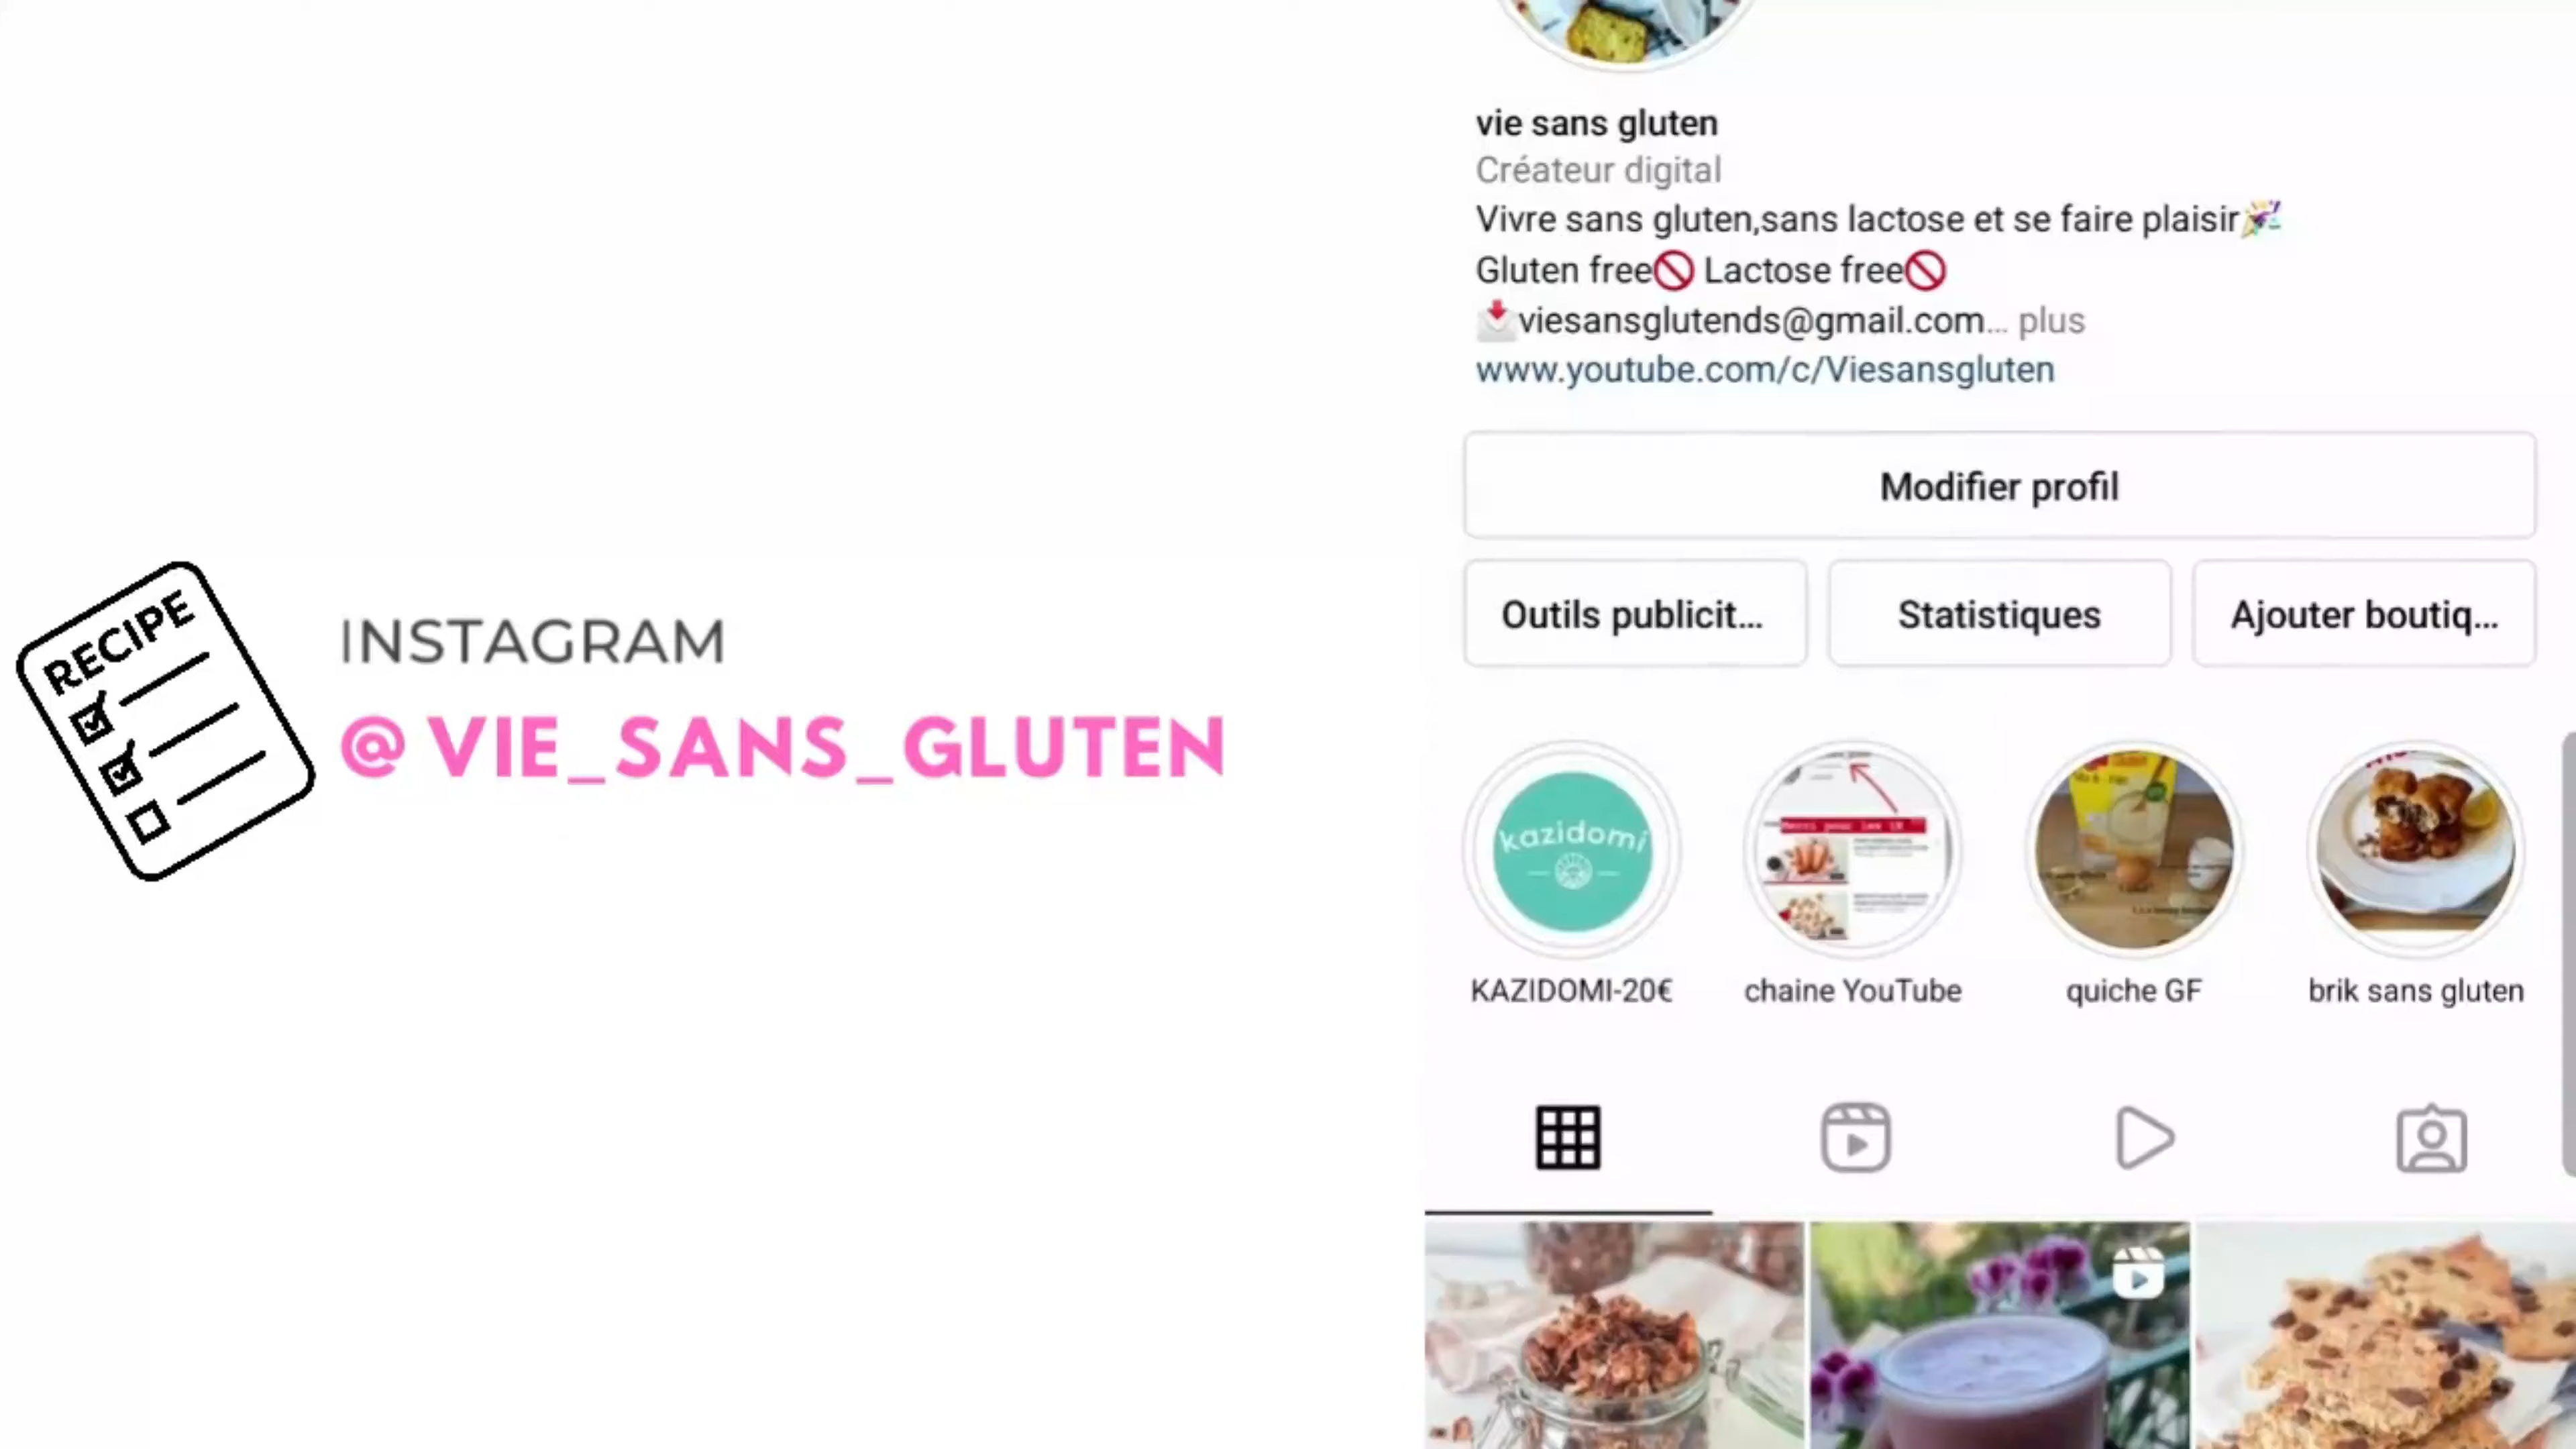 RECIPE
INSTAGRAM
@VIE_SANS_GLUTEN
vie sans gluten
Créateur digital
Vivre sans gluten,sans lactose et se faire plaisir
Gluten free Lactose free
viesansglutends@gmail.com... plus
www.youtube.com/c/Viesansgluten
Modifier profil
Outils publicit...
Statistiques
Ajouter boutiq...
kazidomi
KAZIDOMI-20€
chaine YouTube
quiche GF
brik sans gluten